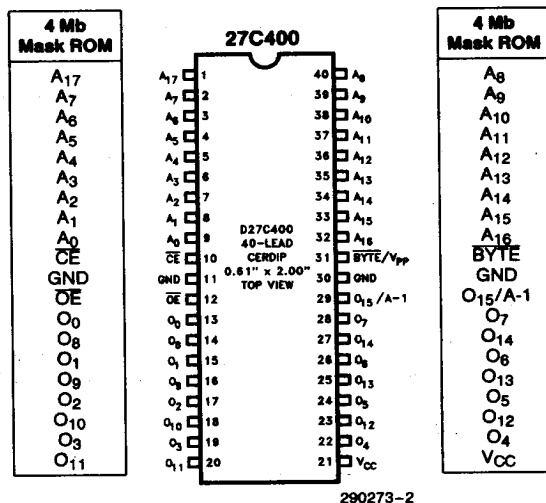 4 Mb
Mask ROM
A17
A7
A6
A5
A4
A3
A2
A1
A0
C̅E̅
GND
O̅E̅
O0
O8
O1
O9
O2
O10
O3
O11
27C400
A17 1 40 A8
A7 2 39 A9
A6 3 38 A10
A5 4 37 A11
A4 5 36 A12
A3 6 35 A13
A2 7 34 A14
A1 8 33 A15
A0 9 32 A16
C̅E̅ 10 31 B̅Y̅T̅E̅/VPP
GND 11 30 GND
O̅E̅ 12 29 O15/A-1
O0 13 28 O7
O8 14 27 O14
O1 15 26 O6
O9 16 25 O13
O2 17 24 O5
O10 18 23 O12
O3 19 22 O4
O11 20 21 VCC
D27C400
40-LEAD
CERDIP
0.61" x 2.00"
TOP VIEW
290273-2
4 Mb
Mask ROM
A8
A9
A10
A11
A12
A13
A14
A15
A16
B̅Y̅T̅E̅
GND
O15/A-1
O7
O14
O6
O13
O5
O12
O4
VCC